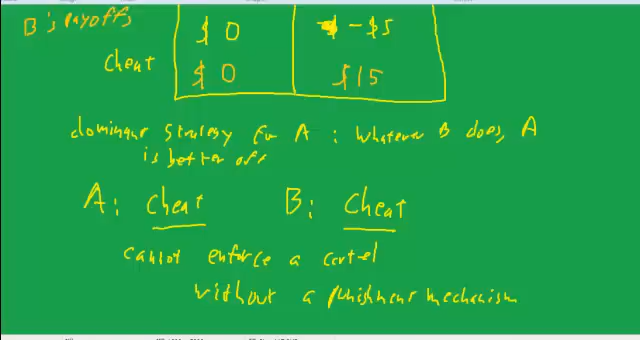 B's payoffs
$ 0 -$5
Cheat $ 0 $15
dominant strategy for A : Whatever B does, A
is better off
A: Cheat B: Cheat
cannot enforce a cartel
without a punishment mechanism